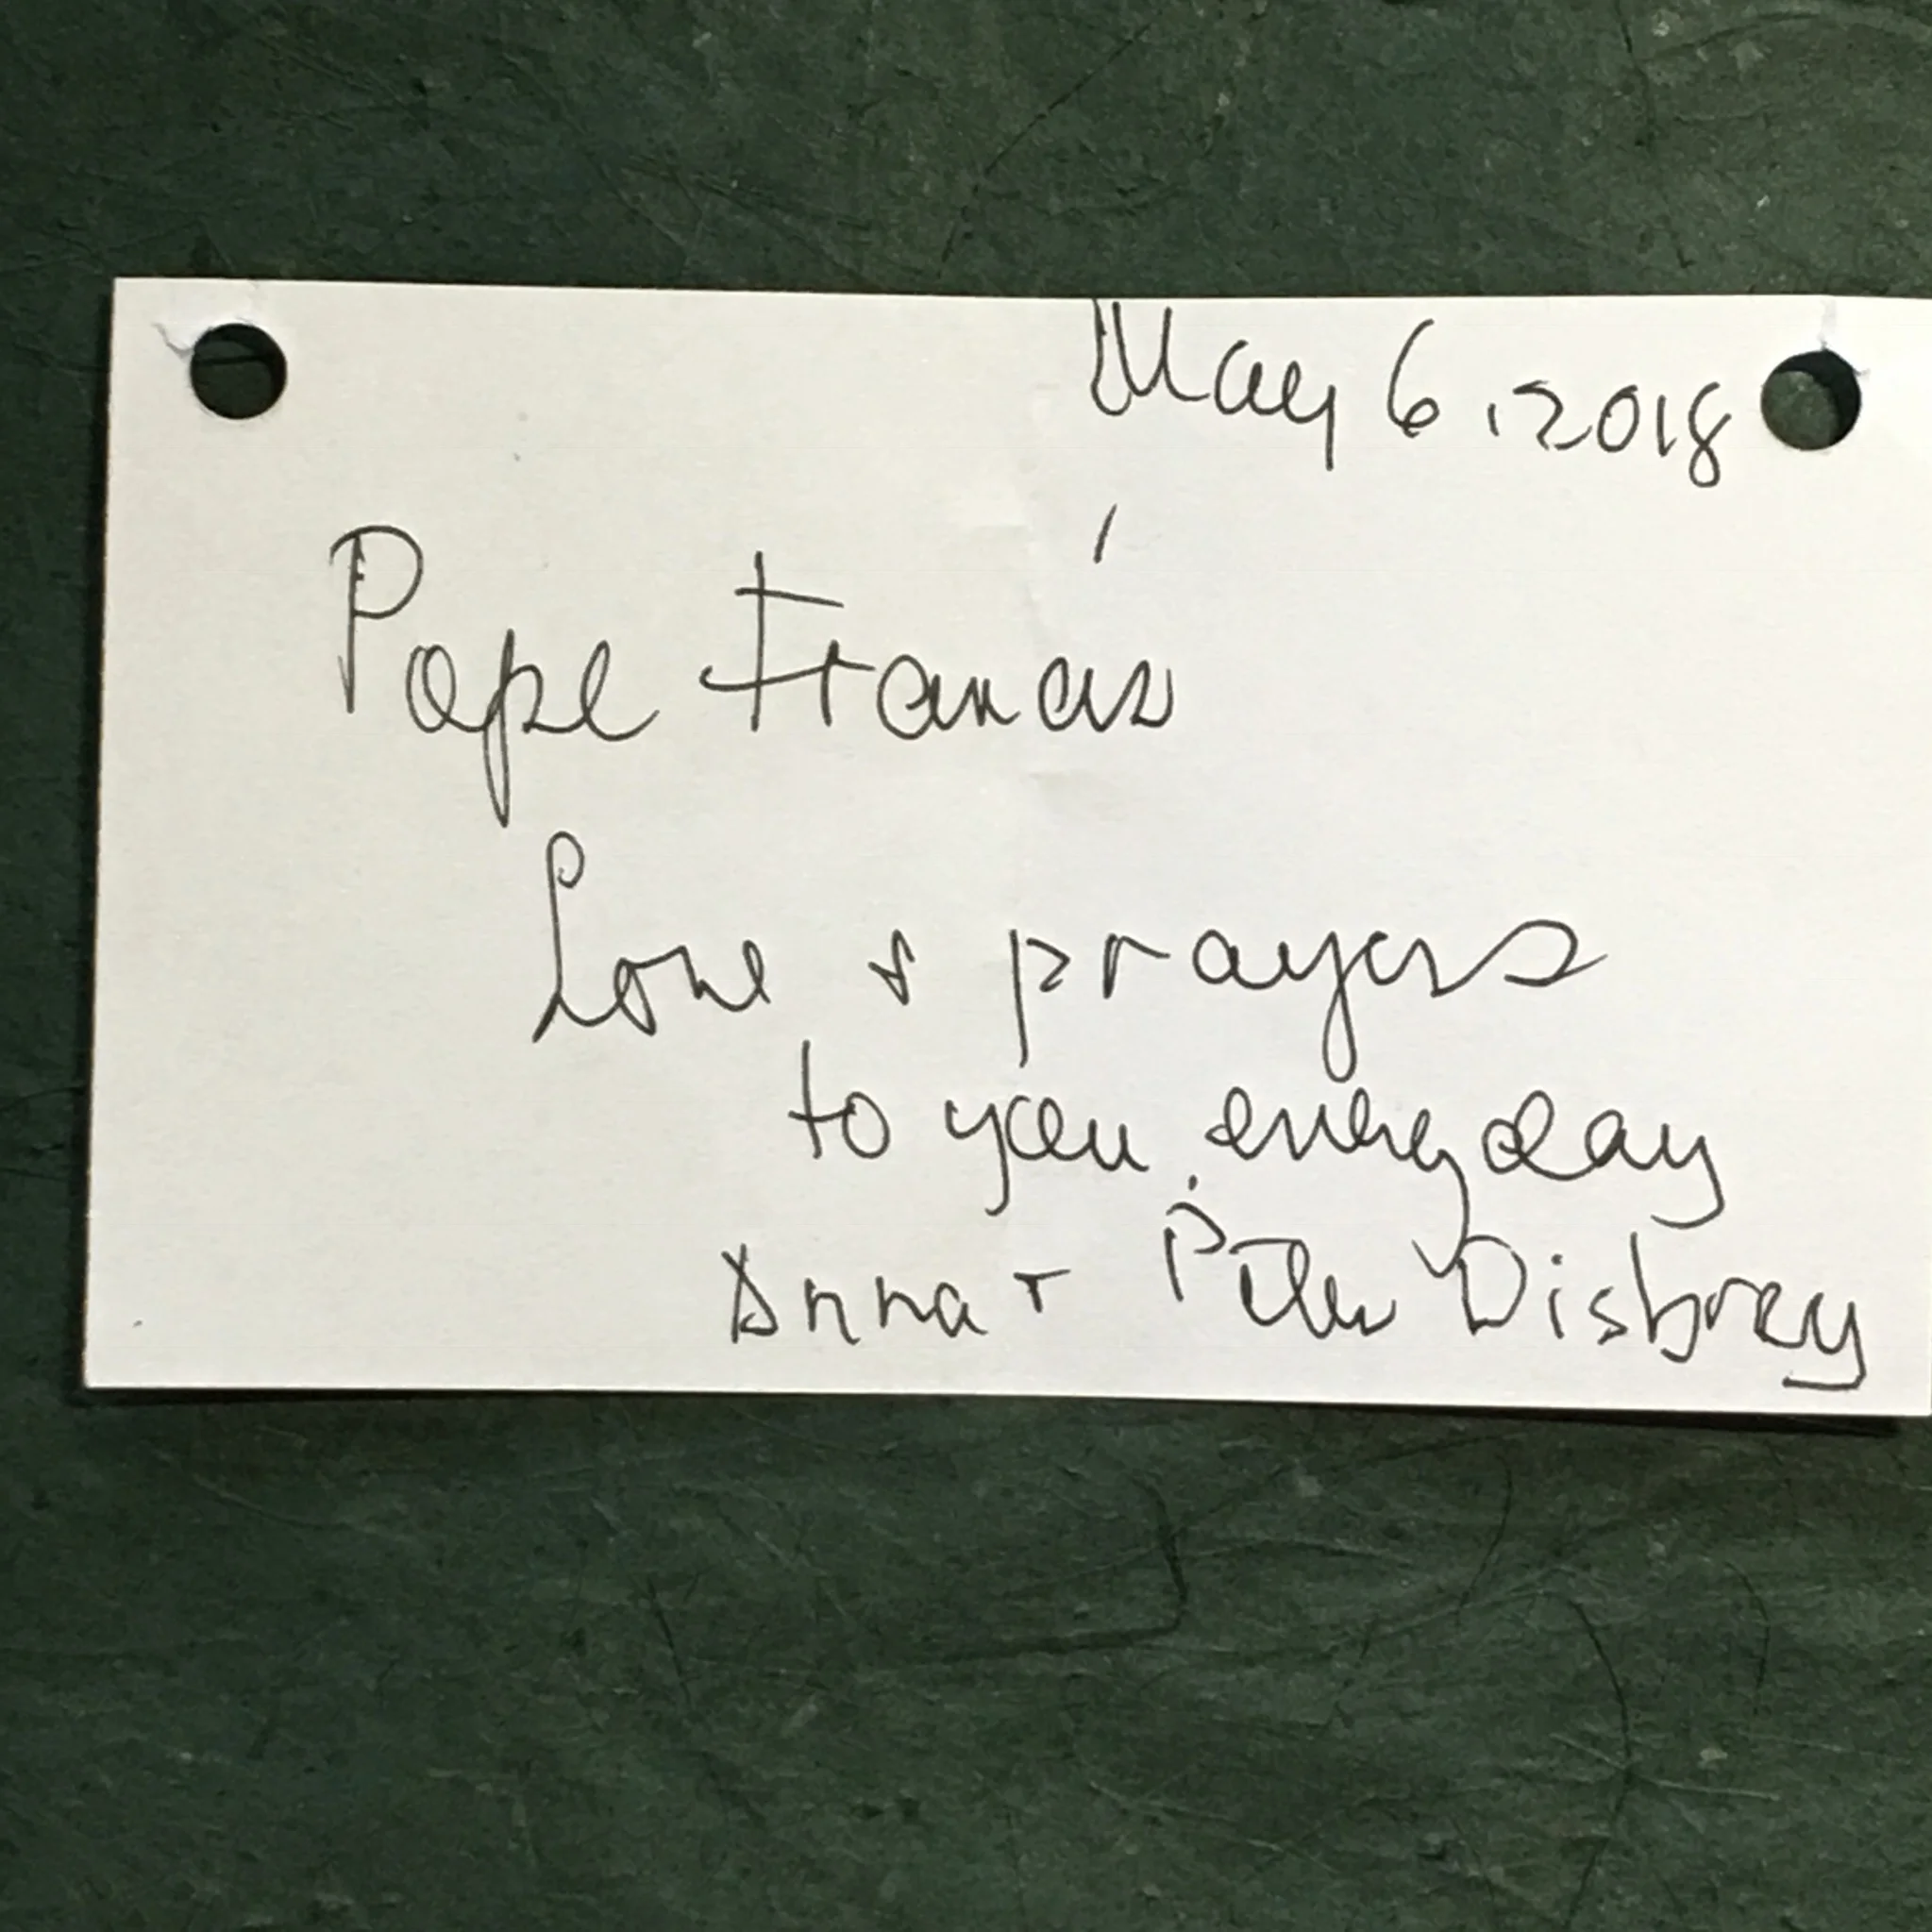 May 6, 2018
Pope Francis
Love & prayers
to you everyday
Anna + Peter Disbrey